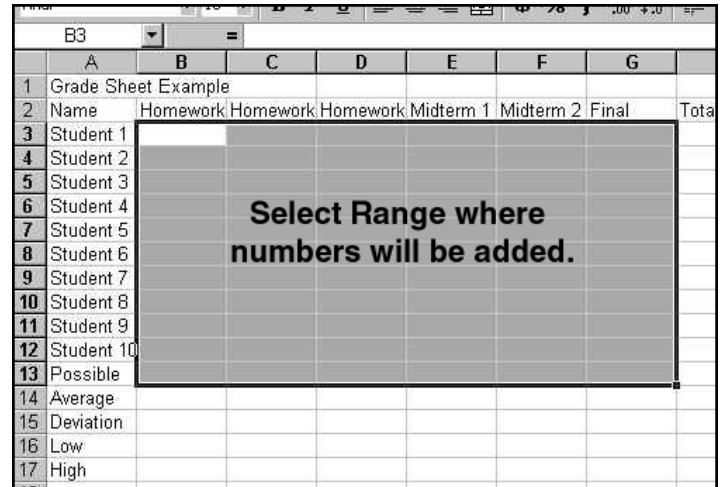 B3 =
A B C D E F G
1 Grade Sheet Example
2 Name Homework Homework Homework Midterm 1 Midterm 2 Final Tota
3 Student 1
4 Student 2
5 Student 3
6 Student 4
7 Student 5
8 Student 6
9 Student 7
10 Student 8
11 Student 9
12 Student 10
13 Possible
14 Average
15 Deviation
16 Low
17 High
Select Range where
numbers will be added.